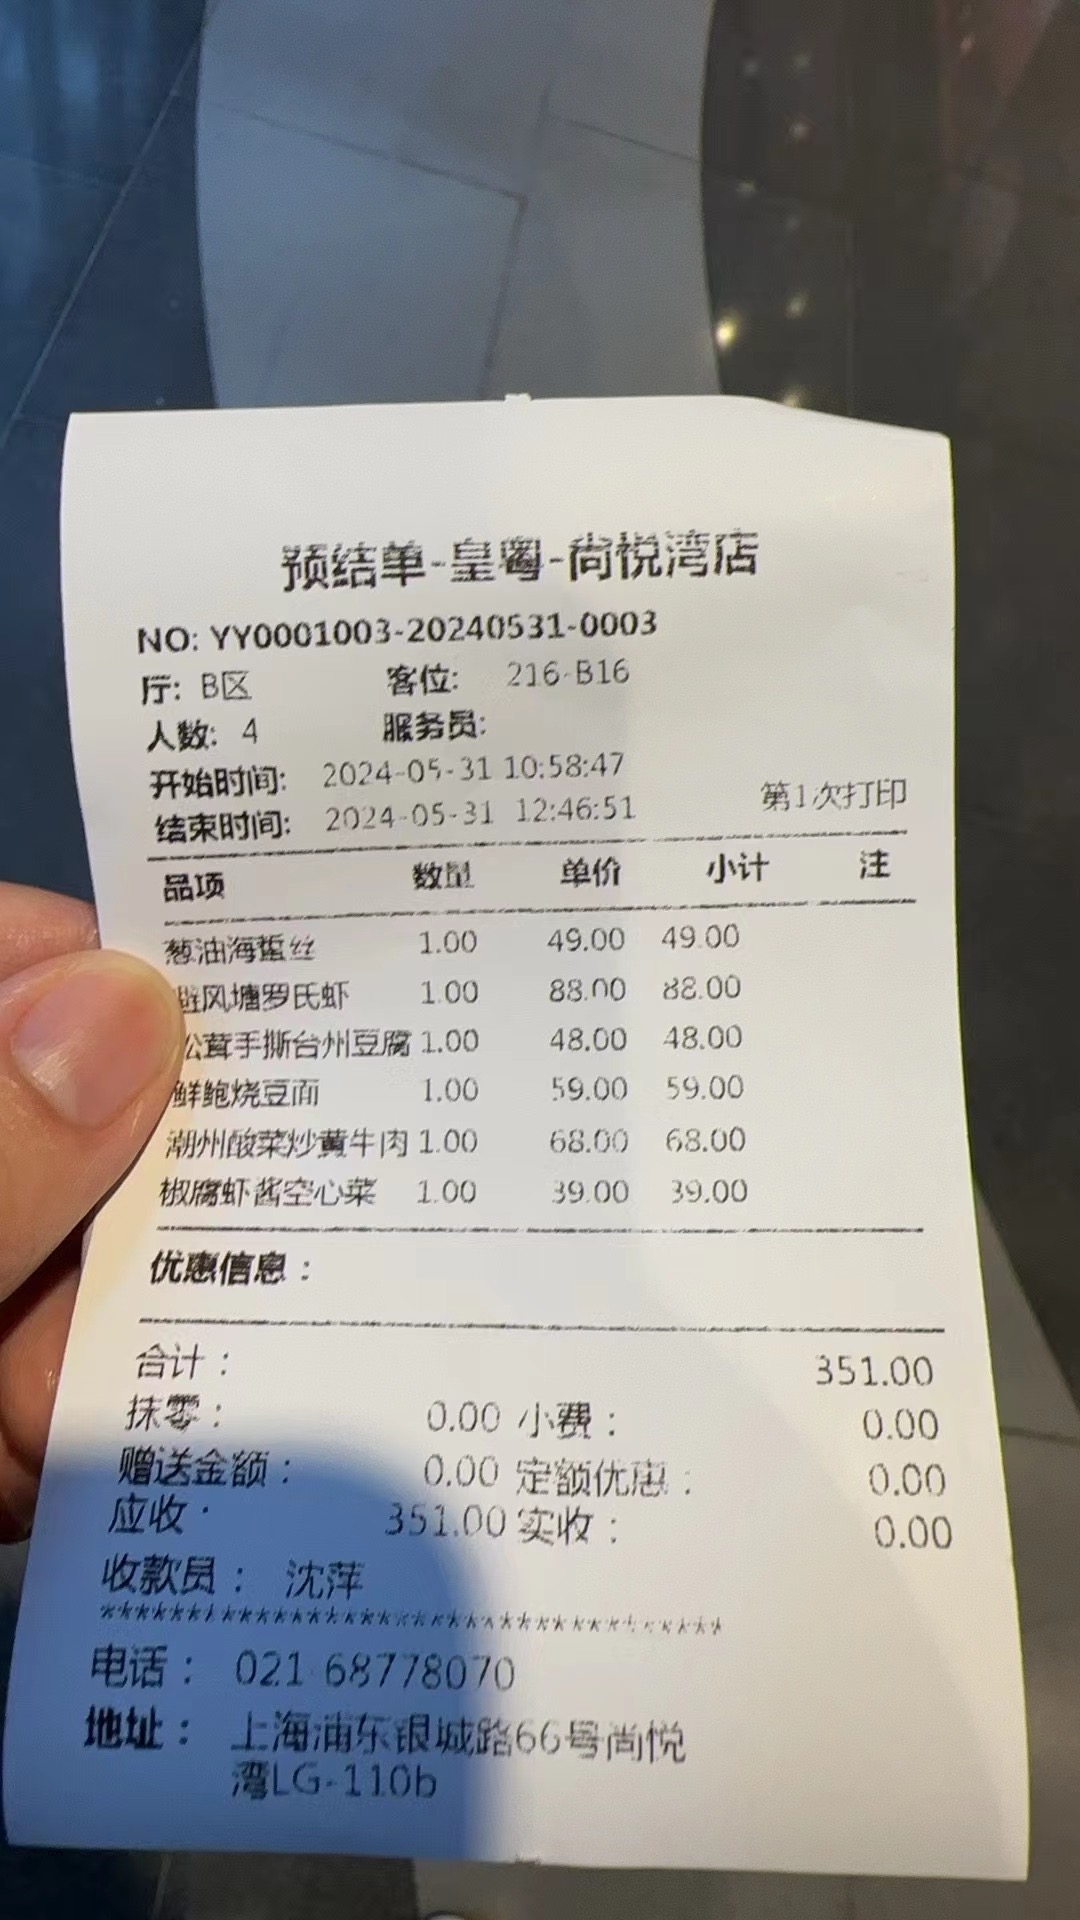 预结单-皇粤-尚悦湾店
NO: YY0001003-20240531-0003
厅: B区 客位: 216-B16
人数: 4 服务员:
开始时间: 2024-05-31 10:58:47
结束时间: 2024-05-31 12:46:51 第1次打印
品项 数量 单价 小计 注
葱油海蜇丝 1.00 49.00 49.00
避风塘罗氏虾 1.00 88.00 88.00
松茸手撕台州豆腐 1.00 48.00 48.00
鲜鲍烧豆面 1.00 59.00 59.00
潮州酸菜炒黄牛肉 1.00 68.00 68.00
椒腐虾酱空心菜 1.00 39.00 39.00
优惠信息：
合计： 351.00
抹零： 0.00 小费： 0.00
赠送金额： 0.00 定额优惠： 0.00
应收： 351.00 实收： 0.00
收款员： 沈萍
************************************
电话： 021 68778070
地址： 上海浦东银城路66号尚悦
湾LG-110b